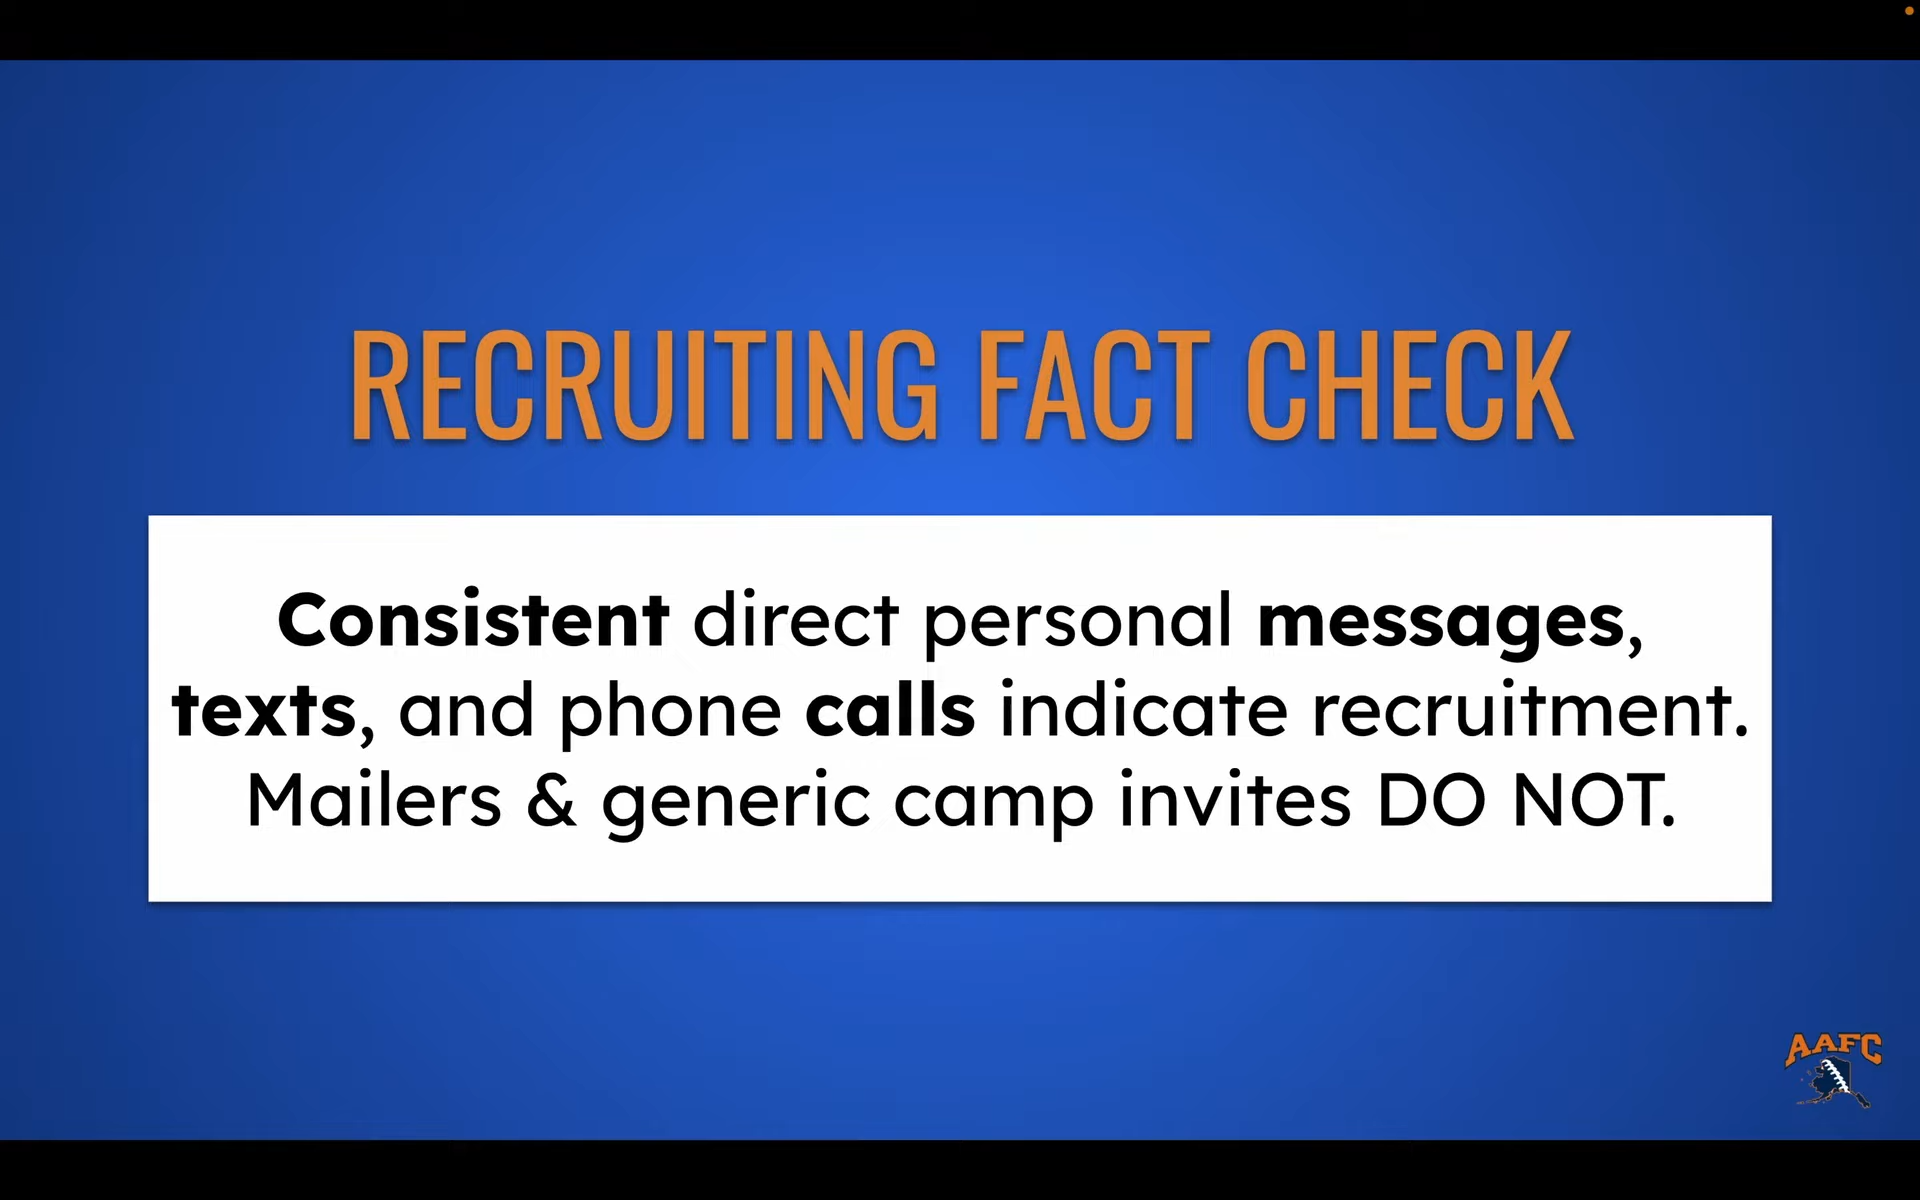 RECRUITING FACT CHECK
Consistent direct personal messages,
texts, and phone calls indicate recruitment.
Mailers & generic camp invites DO NOT.
AAFC